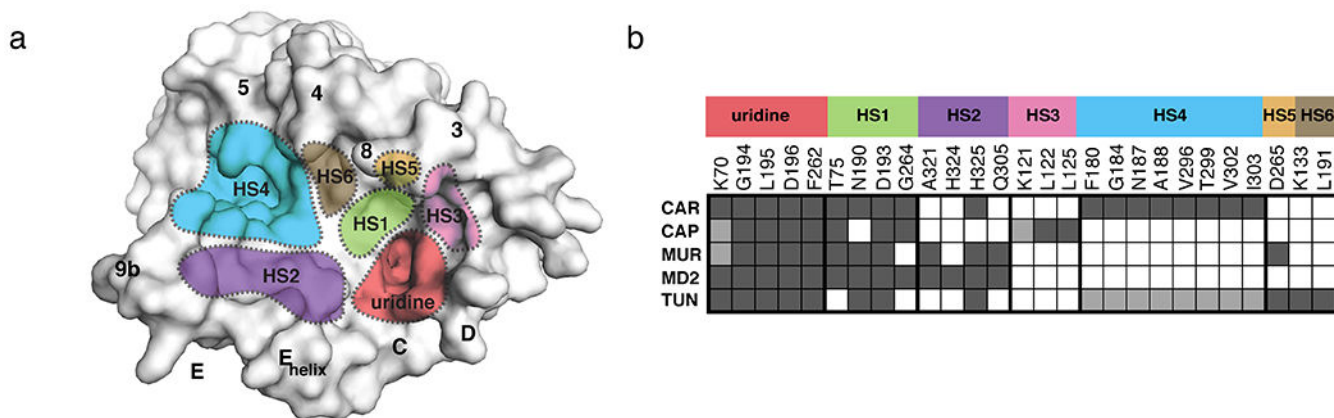 a
5
4
3
8
HS5
HS6
HS4
HS3
HS1
9b
HS2
uridine
D
C
E
E helix
b
uridine HS1 HS2 HS3 HS4 HS5 HS6
K70 G194 L195 D196 F262 T75 N190 D193 G264 A321 H324 H325 Q305 K121 L122 L125 F180 G184 N187 A188 V296 T299 V302 I303 D265 K133 L191
CAR
CAP
MUR
MD2
TUN